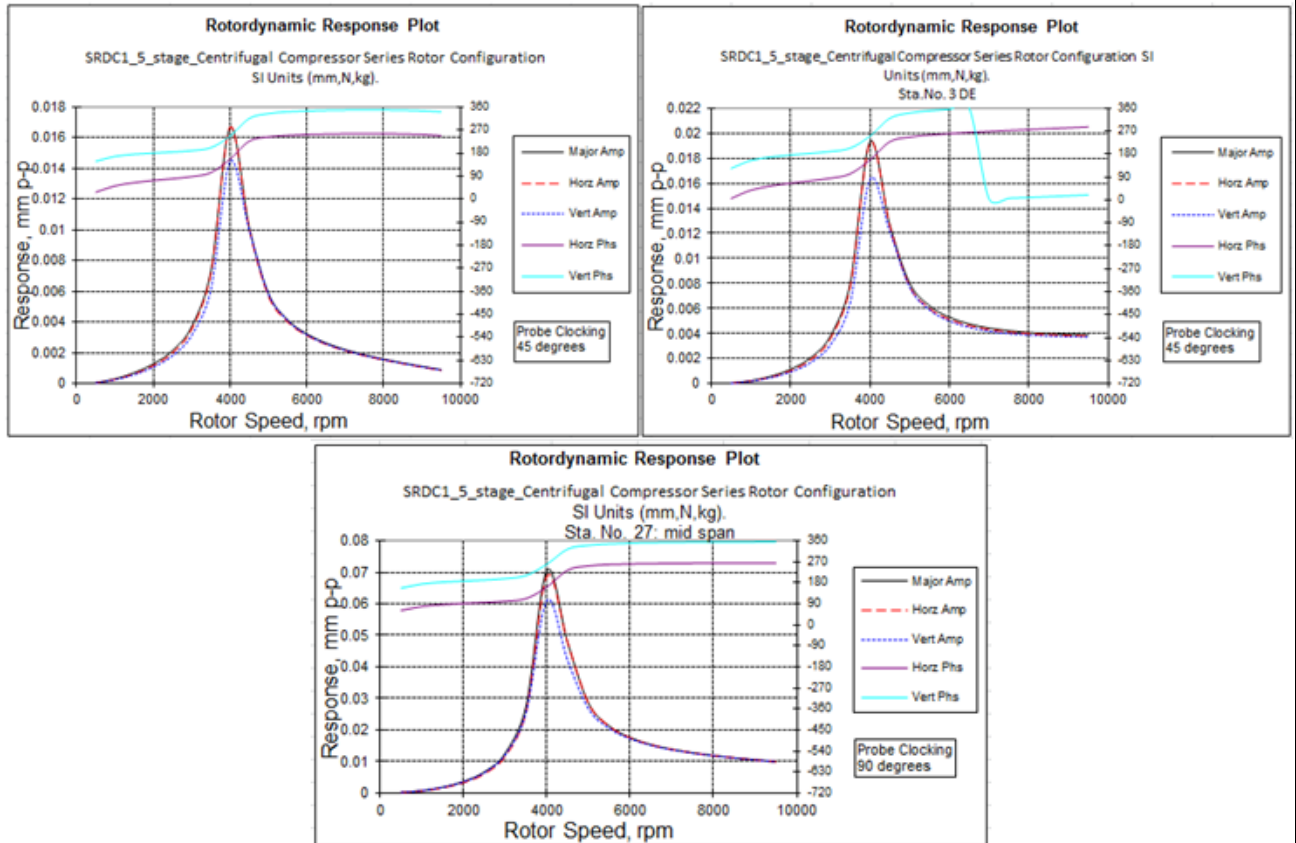 Rotordynamic Response Plot
SRDC1_5_stage_Centrifugal Compressor Series Rotor Configuration
SI Units (mm,N,kg).
Response, mm p-p
0.018
0.016
0.014
0.012
0.01
0.008
0.006
0.004
0.002
0
360
270
180
90
0
-90
-180
-270
-360
-450
-540
-630
-720
0 2000 4000 6000 8000 10000
Rotor Speed, rpm
Major Amp
Horz Amp
Vert Amp
Horz Phs
Vert Phs
Probe Clocking
45 degrees
Rotordynamic Response Plot
SRDC1_5_stage_Centrifugal Compressor Series Rotor Configuration SI
Units (mm,N,kg).
Sta.No. 3 DE
Response, mm p-p
0.022
0.02
0.018
0.016
0.014
0.012
0.01
0.008
0.006
0.004
0.002
0
360
270
180
90
0
-90
-180
-270
-360
-450
-540
-630
-720
0 2000 4000 6000 8000 10000
Rotor Speed, rpm
Major Amp
Horz Amp
Vert Amp
Horz Phs
Vert Phs
Probe Clocking
45 degrees
Rotordynamic Response Plot
SRDC1_5_stage_Centrifugal Compressor Series Rotor Configuration
SI Units (mm,N,kg).
Sta. No. 27: mid span
Response, mm p-p
0.08
0.07
0.06
0.05
0.04
0.03
0.02
0.01
0
360
270
180
90
0
-90
-180
-270
-360
-450
-540
-630
-720
0 2000 4000 6000 8000 10000
Rotor Speed, rpm
Major Amp
Horz Amp
Vert Amp
Horz Phs
Vert Phs
Probe Clocking
90 degrees